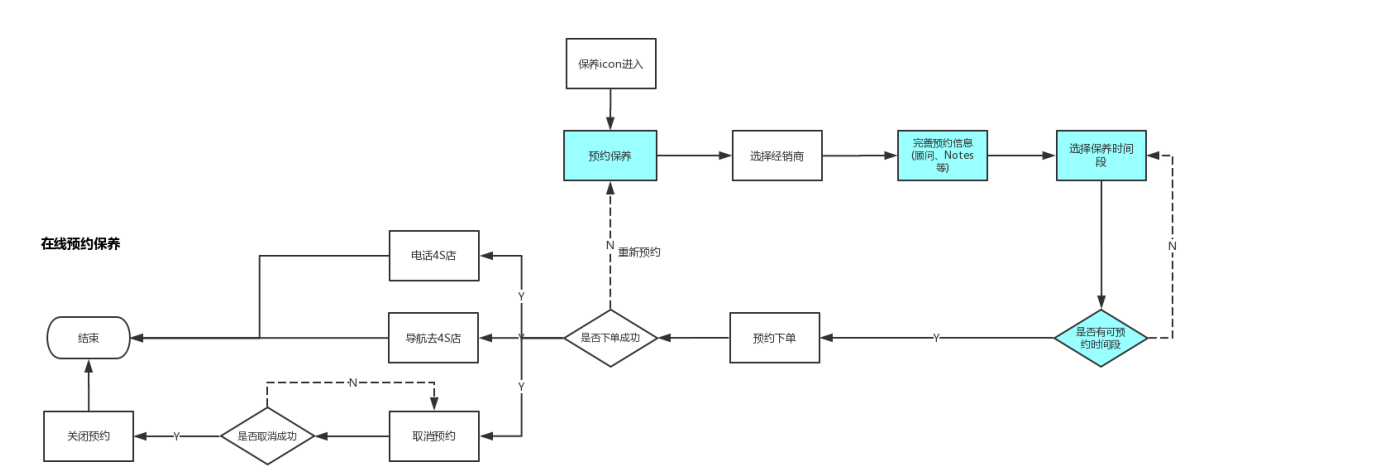 保养icon进入
预约保养
选择经销商
完善预约信息
(顾问、Notes
等)
选择保养时间
段
在线预约保养
电话4S店
N
重新预约
N
Y
结束
导航去4S店
Y
是否下单成功
预约下单
Y
是否有可预
约时间段
N
Y
关闭预约
Y
是否取消成功
取消预约